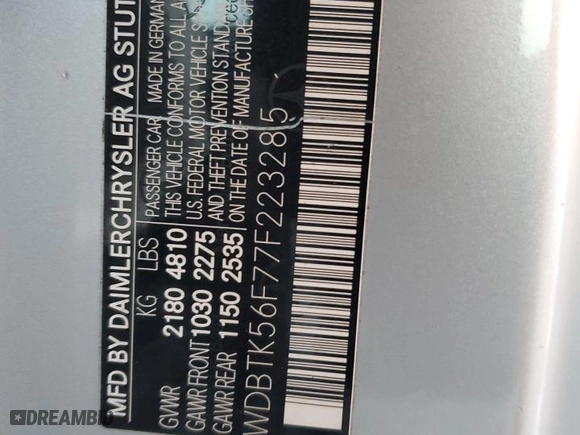 MFD BY DAIMLERCHRYSLER AG
KG LBS
GVWR 2180 4810
GAWR FRONT 1030 2275
GAWR REAR 1150 2535
PASSENGER CAR MADE IN GERMANY
THIS VEHICLE CONFORMS TO ALL
U.S. FEDERAL MOTOR VEHICLE
AND THEFT PREVENTION STAND
ON THE DATE OF MANUFACTURE
WDBTK56F77F223285
DREAMBID